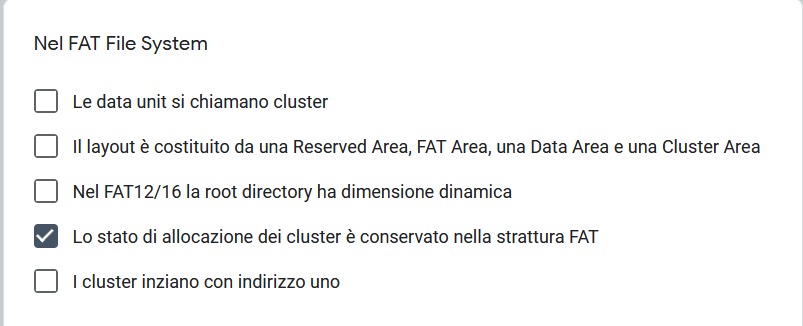 Nel FAT File System
Le data unit si chiamano cluster
Il layout è costituito da una Reserved Area, FAT Area, una Data Area e una Cluster Area
Nel FAT12/16 la root directory ha dimensione dinamica
Lo stato di allocazione dei cluster è conservato nella strattura FAT
I cluster inziano con indirizzo uno